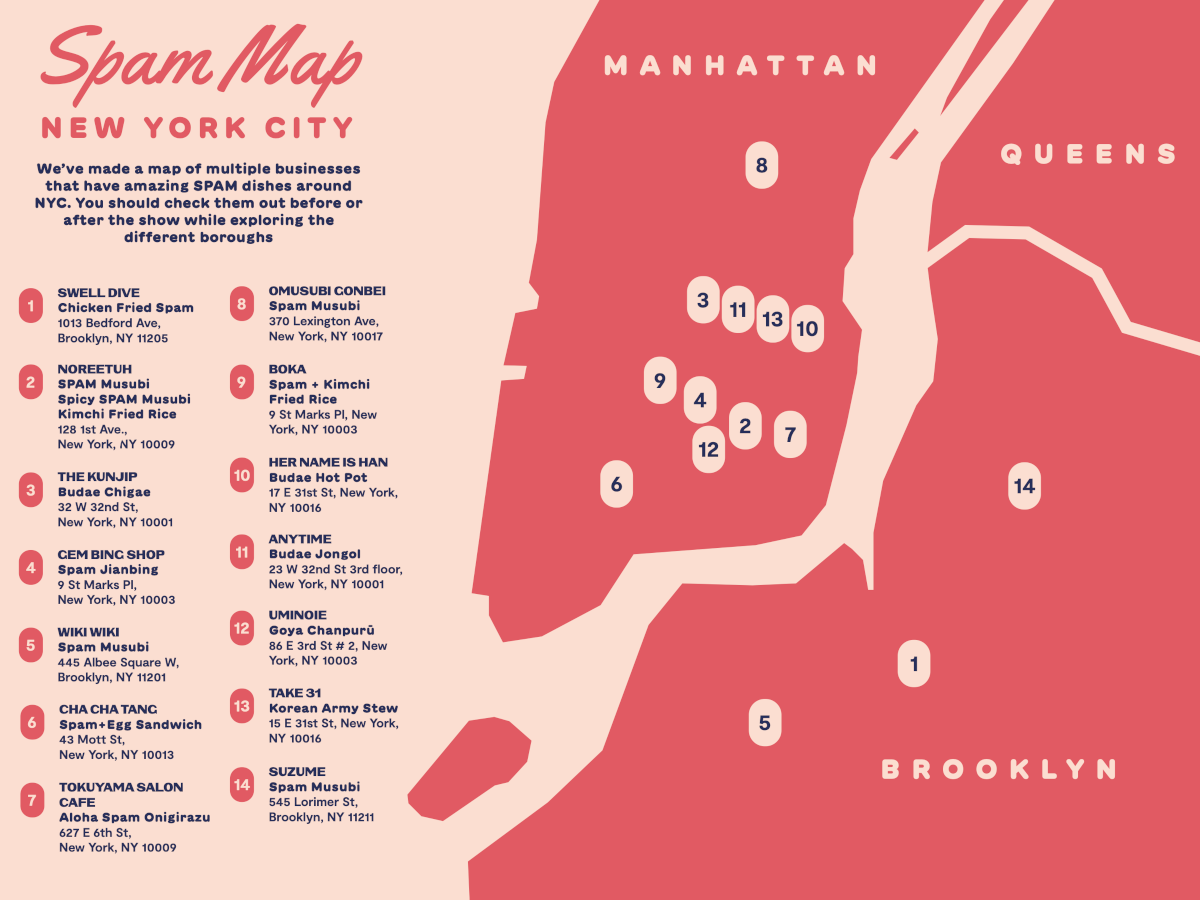 Spam Map
NEW YORK CITY
We've made a map of multiple businesses
that have amazing SPAM dishes around
NYC. You should check them out before or
after the show while exploring the
different boroughs
1
SWELL DIVE
Chicken Fried Spam
1013 Bedford Ave,
Brooklyn, NY 11205
2
NOREETUH
SPAM Musubi
Spicy SPAM Musubi
Kimchi Fried Rice
128 1st Ave.,
New York, NY 10009
3
THE KUNJIP
Budae Chigae
32 W 32nd St,
New York, NY 10001
4
GEM BING SHOP
Spam Jianbing
9 St Marks Pl,
New York, NY 10003
5
WIKI WIKI
Spam Musubi
445 Albee Square W,
Brooklyn, NY 11201
6
CHA CHA TANG
Spam+Egg Sandwich
43 Mott St,
New York, NY 10013
7
TOKUYAMA SALON
CAFE
Aloha Spam Onigirazu
627 E 6th St,
New York, NY 10009
8
OMUSUBI GONBEI
Spam Musubi
370 Lexington Ave,
New York, NY 10017
9
BOKA
Spam + Kimchi
Fried Rice
9 St Marks Pl, New
York, NY 10003
10
HER NAME IS HAN
Budae Hot Pot
17 E 31st St, New York,
NY 10016
11
ANYTIME
Budae Jongol
23 W 32nd St 3rd floor,
New York, NY 10001
12
UMINOIE
Goya Chanpurū
86 E 3rd St # 2, New
York, NY 10003
13
TAKE 31
Korean Army Stew
15 E 31st St, New York,
NY 10016
14
SUZUME
Spam Musubi
545 Lorimer St,
Brooklyn, NY 11211
MANHATTAN
QUEENS
8
3
11
13
10
9
4
2
7
12
6
14
1
5
BROOKLYN